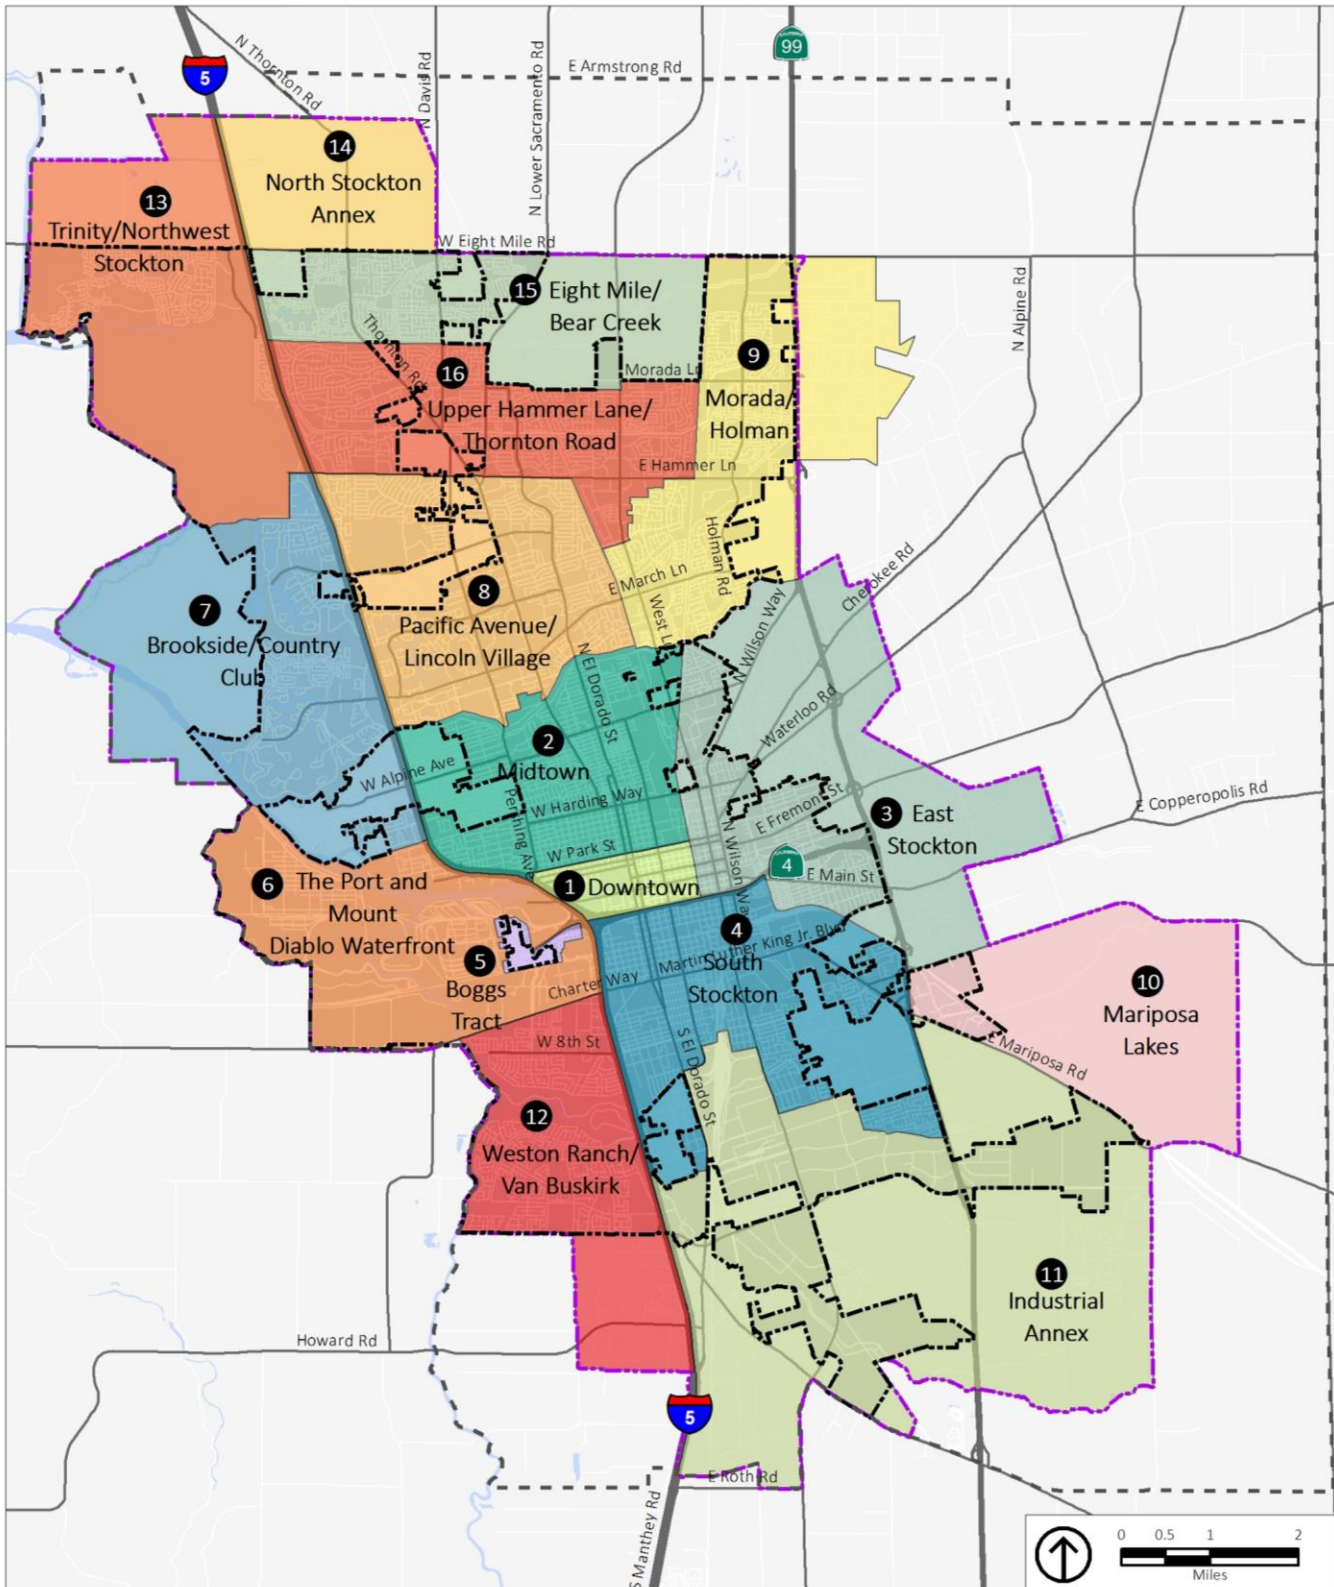 99
N Thornton Rd
N Davis Rd
N Lower Sacramento Rd
E Armstrong Rd
5
14
North Stockton
Annex
13
Trinity/Northwest
Stockton
W Eight Mile Rd
15
Eight Mile/
Bear Creek
N Alpine Rd
Thornton Rd
16
Morada Ln
9
Morada/
Holman
Upper Hammer Lane/
Thornton Road
E Hammer Ln
Holman Rd
Cherokee Rd
E March Ln
8
Pacific Avenue/
Lincoln Village
7
Brookside/Country
Club
West Ln
N Wilson Way
N El Dorado St
Waterloo Rd
2
Midtown
W Alpine Ave
W Harding Way
Pershing Ave
E Fremont St
E Copperopolis Rd
3
East
Stockton
N Wilson Way
W Park St
4
E Main St
6
The Port and
Mount
Diablo Waterfront
1
Downtown
4
South
Stockton
Martin Luther King Jr. Blvd
5
Boggs
Tract
Charter Way
10
Mariposa
Lakes
E Mariposa Rd
W 8th St
S El Dorado St
12
Weston Ranch/
Van Buskirk
11
Industrial
Annex
Howard Rd
5
E Roth Rd
S Manthey Rd
0 0.5 1 2
Miles